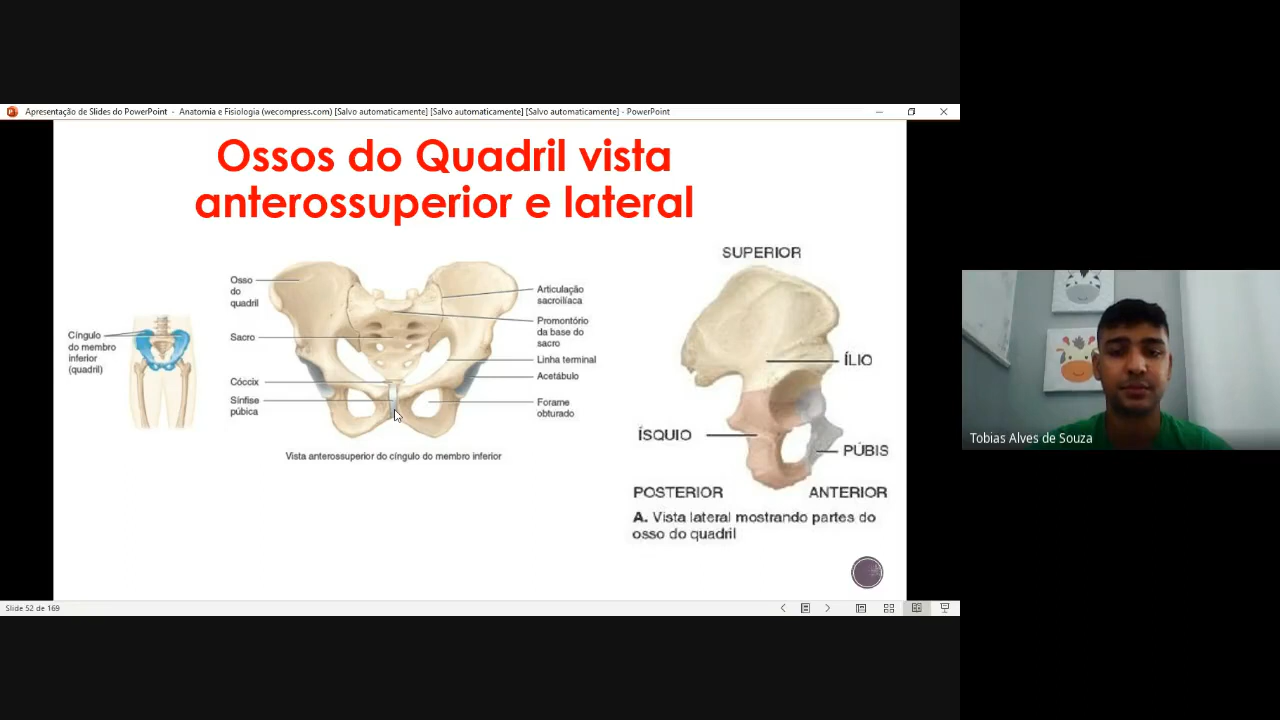 Apresentação de Slides do PowerPoint - Anatomia e Fisiologia (wecompress.com) [Salvo automaticamente] [Salvo automaticamente] [Salvo automaticamente] - PowerPoint
Ossos do Quadril vista
anterossuperior e lateral
Cíngulo
do membro
inferior
(quadril)
Osso
do
quadril
Sacro
Cóccix
Sínfise
púbica
Articulação
sacroilíaca
Promontório
da base do
sacro
Linha terminal
Acetábulo
Forame
obturado
Vista anterossuperior do cíngulo do membro inferior
SUPERIOR
ÍLIO
ÍSQUIO
PÚBIS
POSTERIOR
ANTERIOR
A. Vista lateral mostrando partes do
osso do quadril
Slide 52 de 169
Tobias Alves de Souza